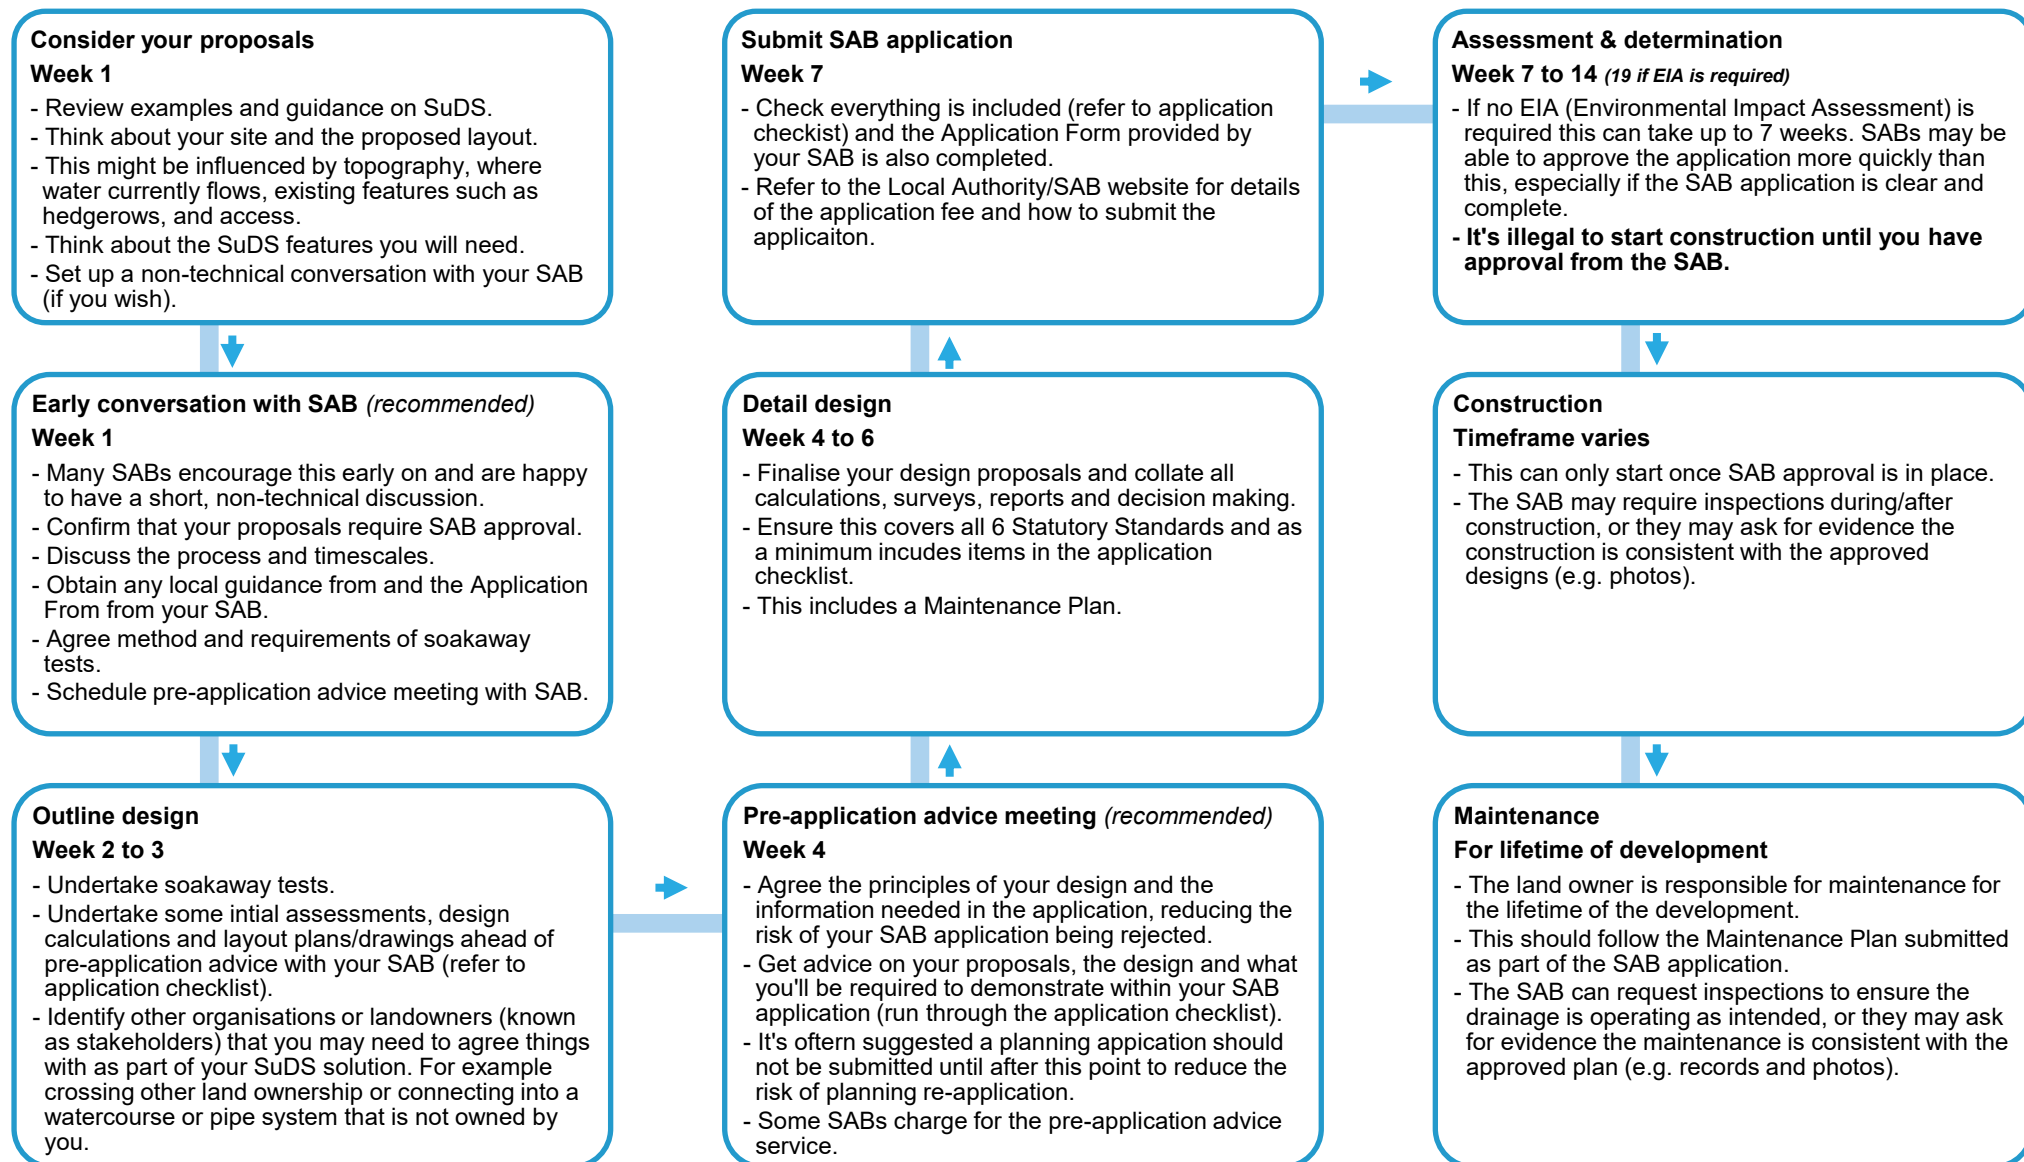 Consider your proposals
Week 1
- Review examples and guidance on SuDS.
- Think about your site and the proposed layout.
- This might be influenced by topography, where
water currently flows, existing features such as
hedgerows, and access.
- Think about the SuDS features you will need.
- Set up a non-technical conversation with your SAB
(if you wish).
Early conversation with SAB (recommended)
Week 1
- Many SABs encourage this early on and are happy
to have a short, non-technical discussion.
- Confirm that your proposals require SAB approval.
- Discuss the process and timescales.
- Obtain any local guidance from and the Application
From from your SAB.
- Agree method and requirements of soakaway
tests.
- Schedule pre-application advice meeting with SAB.
Outline design
Week 2 to 3
- Undertake soakaway tests.
- Undertake some intial assessments, design
calculations and layout plans/drawings ahead of
pre-application advice with your SAB (refer to
application checklist).
- Identify other organisations or landowners (known
as stakeholders) that you may need to agree things
with as part of your SuDS solution. For example
crossing other land ownership or connecting into a
watercourse or pipe system that is not owned by
you.
Pre-application advice meeting (recommended)
Week 4
- Agree the principles of your design and the
information needed in the application, reducing the
risk of your SAB application being rejected.
- Get advice on your proposals, the design and what
you'll be required to demonstrate within your SAB
application (run through the application checklist).
- It's oftern suggested a planning appication should
not be submitted until after this point to reduce the
risk of planning re-application.
- Some SABs charge for the pre-application advice
service.
Detail design
Week 4 to 6
- Finalise your design proposals and collate all
calculations, surveys, reports and decision making.
- Ensure this covers all 6 Statutory Standards and as
a minimum incudes items in the application
checklist.
- This includes a Maintenance Plan.
Submit SAB application
Week 7
- Check everything is included (refer to application
checkist) and the Application Form provided by
your SAB is also completed.
- Refer to the Local Authority/SAB website for details
of the application fee and how to submit the
applicaiton.
Assessment & determination
Week 7 to 14 (19 if EIA is required)
- If no EIA (Environmental Impact Assessment) is
required this can take up to 7 weeks. SABs may be
able to approve the application more quickly than
this, especially if the SAB application is clear and
complete.
- It's illegal to start construction until you have
approval from the SAB.
Construction
Timeframe varies
- This can only start once SAB approval is in place.
- The SAB may require inspections during/after
construction, or they may ask for evidence the
construction is consistent with the approved
designs (e.g. photos).
Maintenance
For lifetime of development
- The land owner is responsible for maintenance for
the lifetime of the development.
- This should follow the Maintenance Plan submitted
as part of the SAB application.
- The SAB can request inspections to ensure the
drainage is operating as intended, or they may ask
for evidence the maintenance is consistent with the
approved plan (e.g. records and photos).